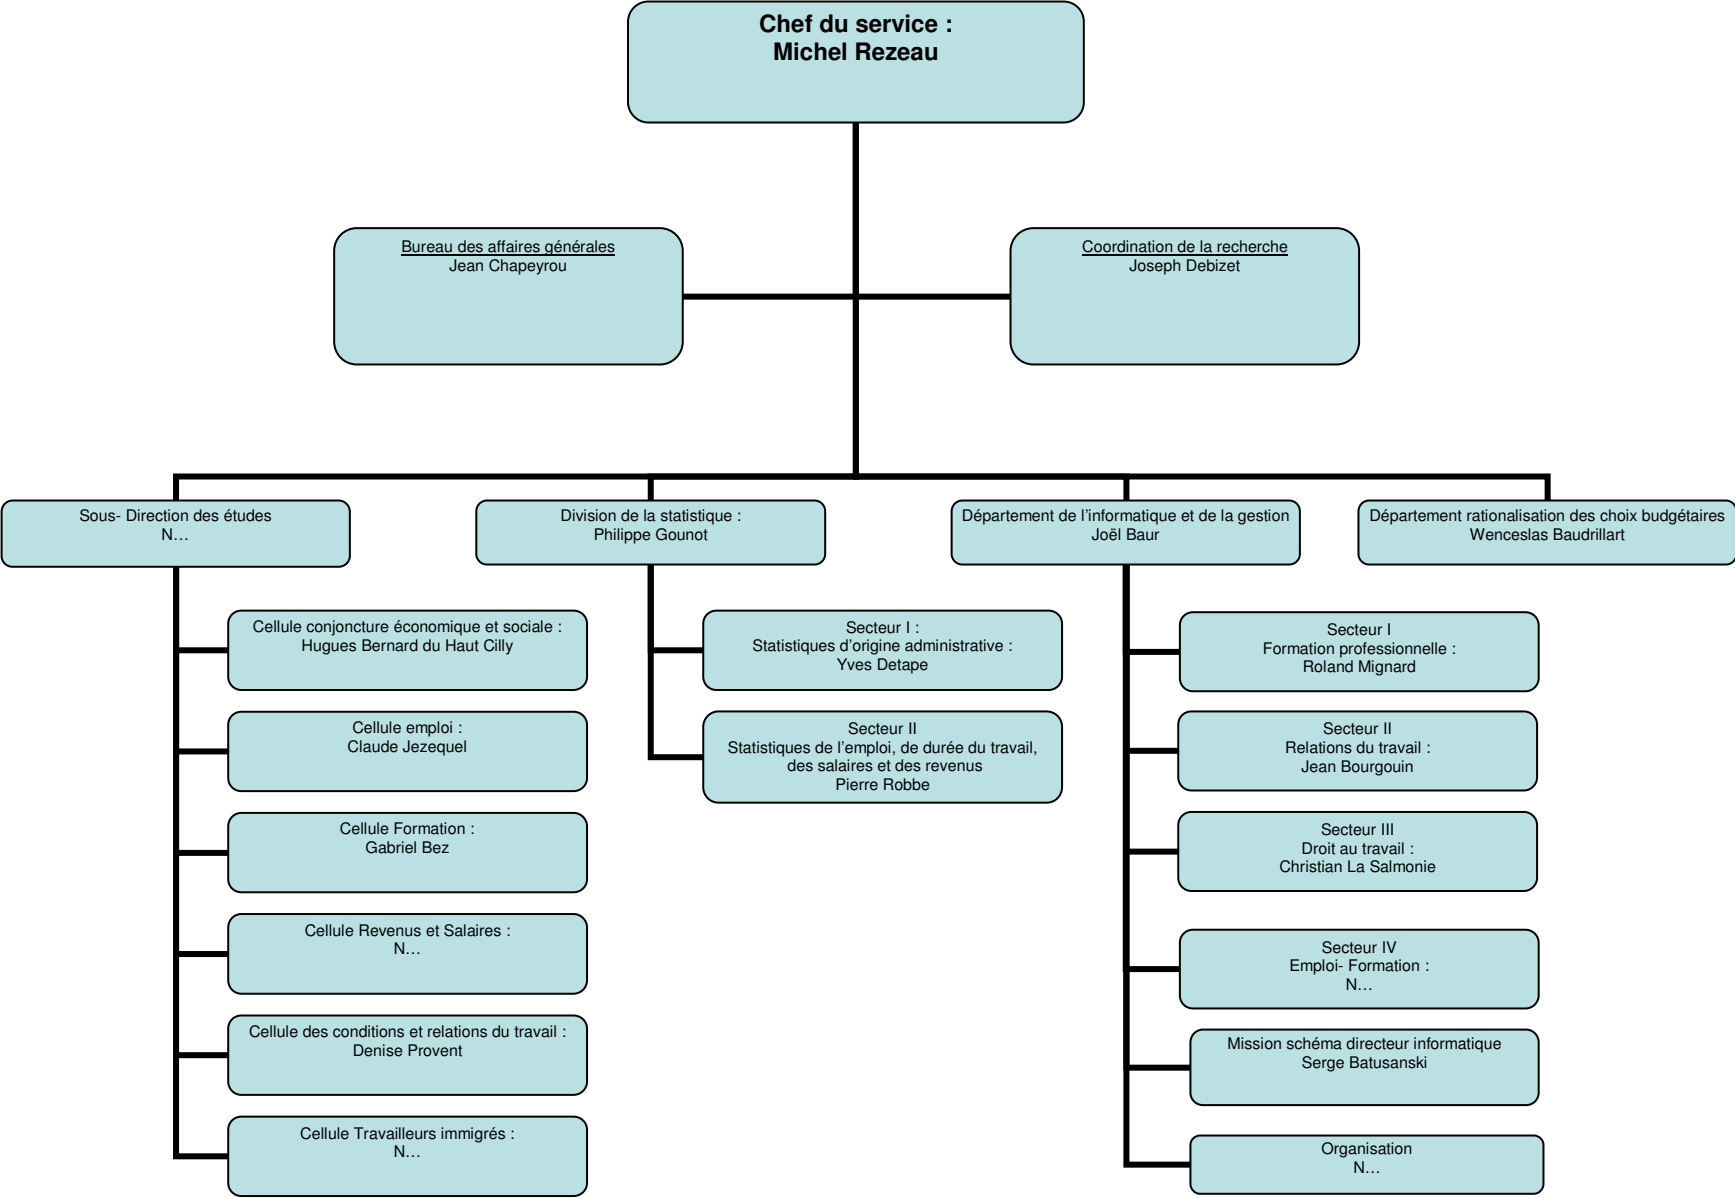 Chef du service :
Michel Rezeau
Bureau des affaires générales
Jean Chapeyrou
Coordination de la recherche
Joseph Debizet
Sous- Direction des études
N…
Division de la statistique :
Philippe Gounot
Département de l’informatique et de la gestion
Joël Baur
Département rationalisation des choix budgétaires
Wenceslas Baudrillart
Cellule conjoncture économique et sociale :
Hugues Bernard du Haut Cilly
Cellule emploi :
Claude Jezequel
Cellule Formation :
Gabriel Bez
Cellule Revenus et Salaires :
N…
Cellule des conditions et relations du travail :
Denise Provent
Cellule Travailleurs immigrés :
N…
Secteur I :
Statistiques d’origine administrative :
Yves Detape
Secteur II
Statistiques de l’emploi, de durée du travail,
des salaires et des revenus
Pierre Robbe
Secteur I
Formation professionnelle :
Roland Mignard
Secteur II
Relations du travail :
Jean Bourgouin
Secteur III
Droit au travail :
Christian La Salmonie
Secteur IV
Emploi- Formation :
N…
Mission schéma directeur informatique
Serge Batusanski
Organisation
N…